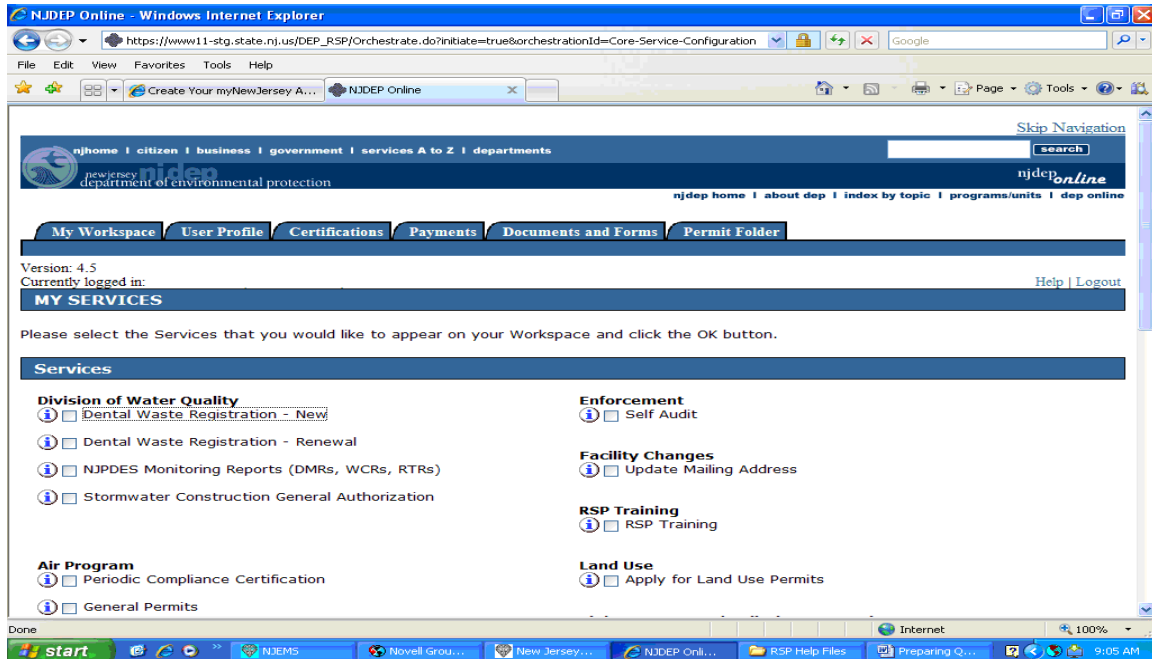 NJDEP Online - Windows Internet Explorer
https://www11-stg.state.nj.us/DEP_RSP/Orchestrate.do?initiate=true&orchestrationId=Core-Service-Configuration
Google
File Edit View Favorites Tools Help
Create Your myNewJersey A...
NJDEP Online
Page
Tools
Skip Navigation
njhome | citizen | business | government | services A to Z | departments
search
newjersey njdep
department of environmental protection
njdep online
njdep home | about dep | index by topic | programs/units | dep online
My Workspace
User Profile
Certifications
Payments
Documents and Forms
Permit Folder
Version: 4.5
Currently logged in:
Help | Logout
MY SERVICES
Please select the Services that you would like to appear on your Workspace and click the OK button.
Services
Division of Water Quality
Dental Waste Registration - New
Dental Waste Registration - Renewal
NJPDES Monitoring Reports (DMRs, WCRs, RTRs)
Stormwater Construction General Authorization
Air Program
Periodic Compliance Certification
General Permits
Enforcement
Self Audit
Facility Changes
Update Mailing Address
RSP Training
RSP Training
Land Use
Apply for Land Use Permits
Done
Internet
100%
start
NJEMS
Novell Grou...
New Jersey...
NJDEP Onli...
RSP Help Files
Preparing Q...
9:05 AM